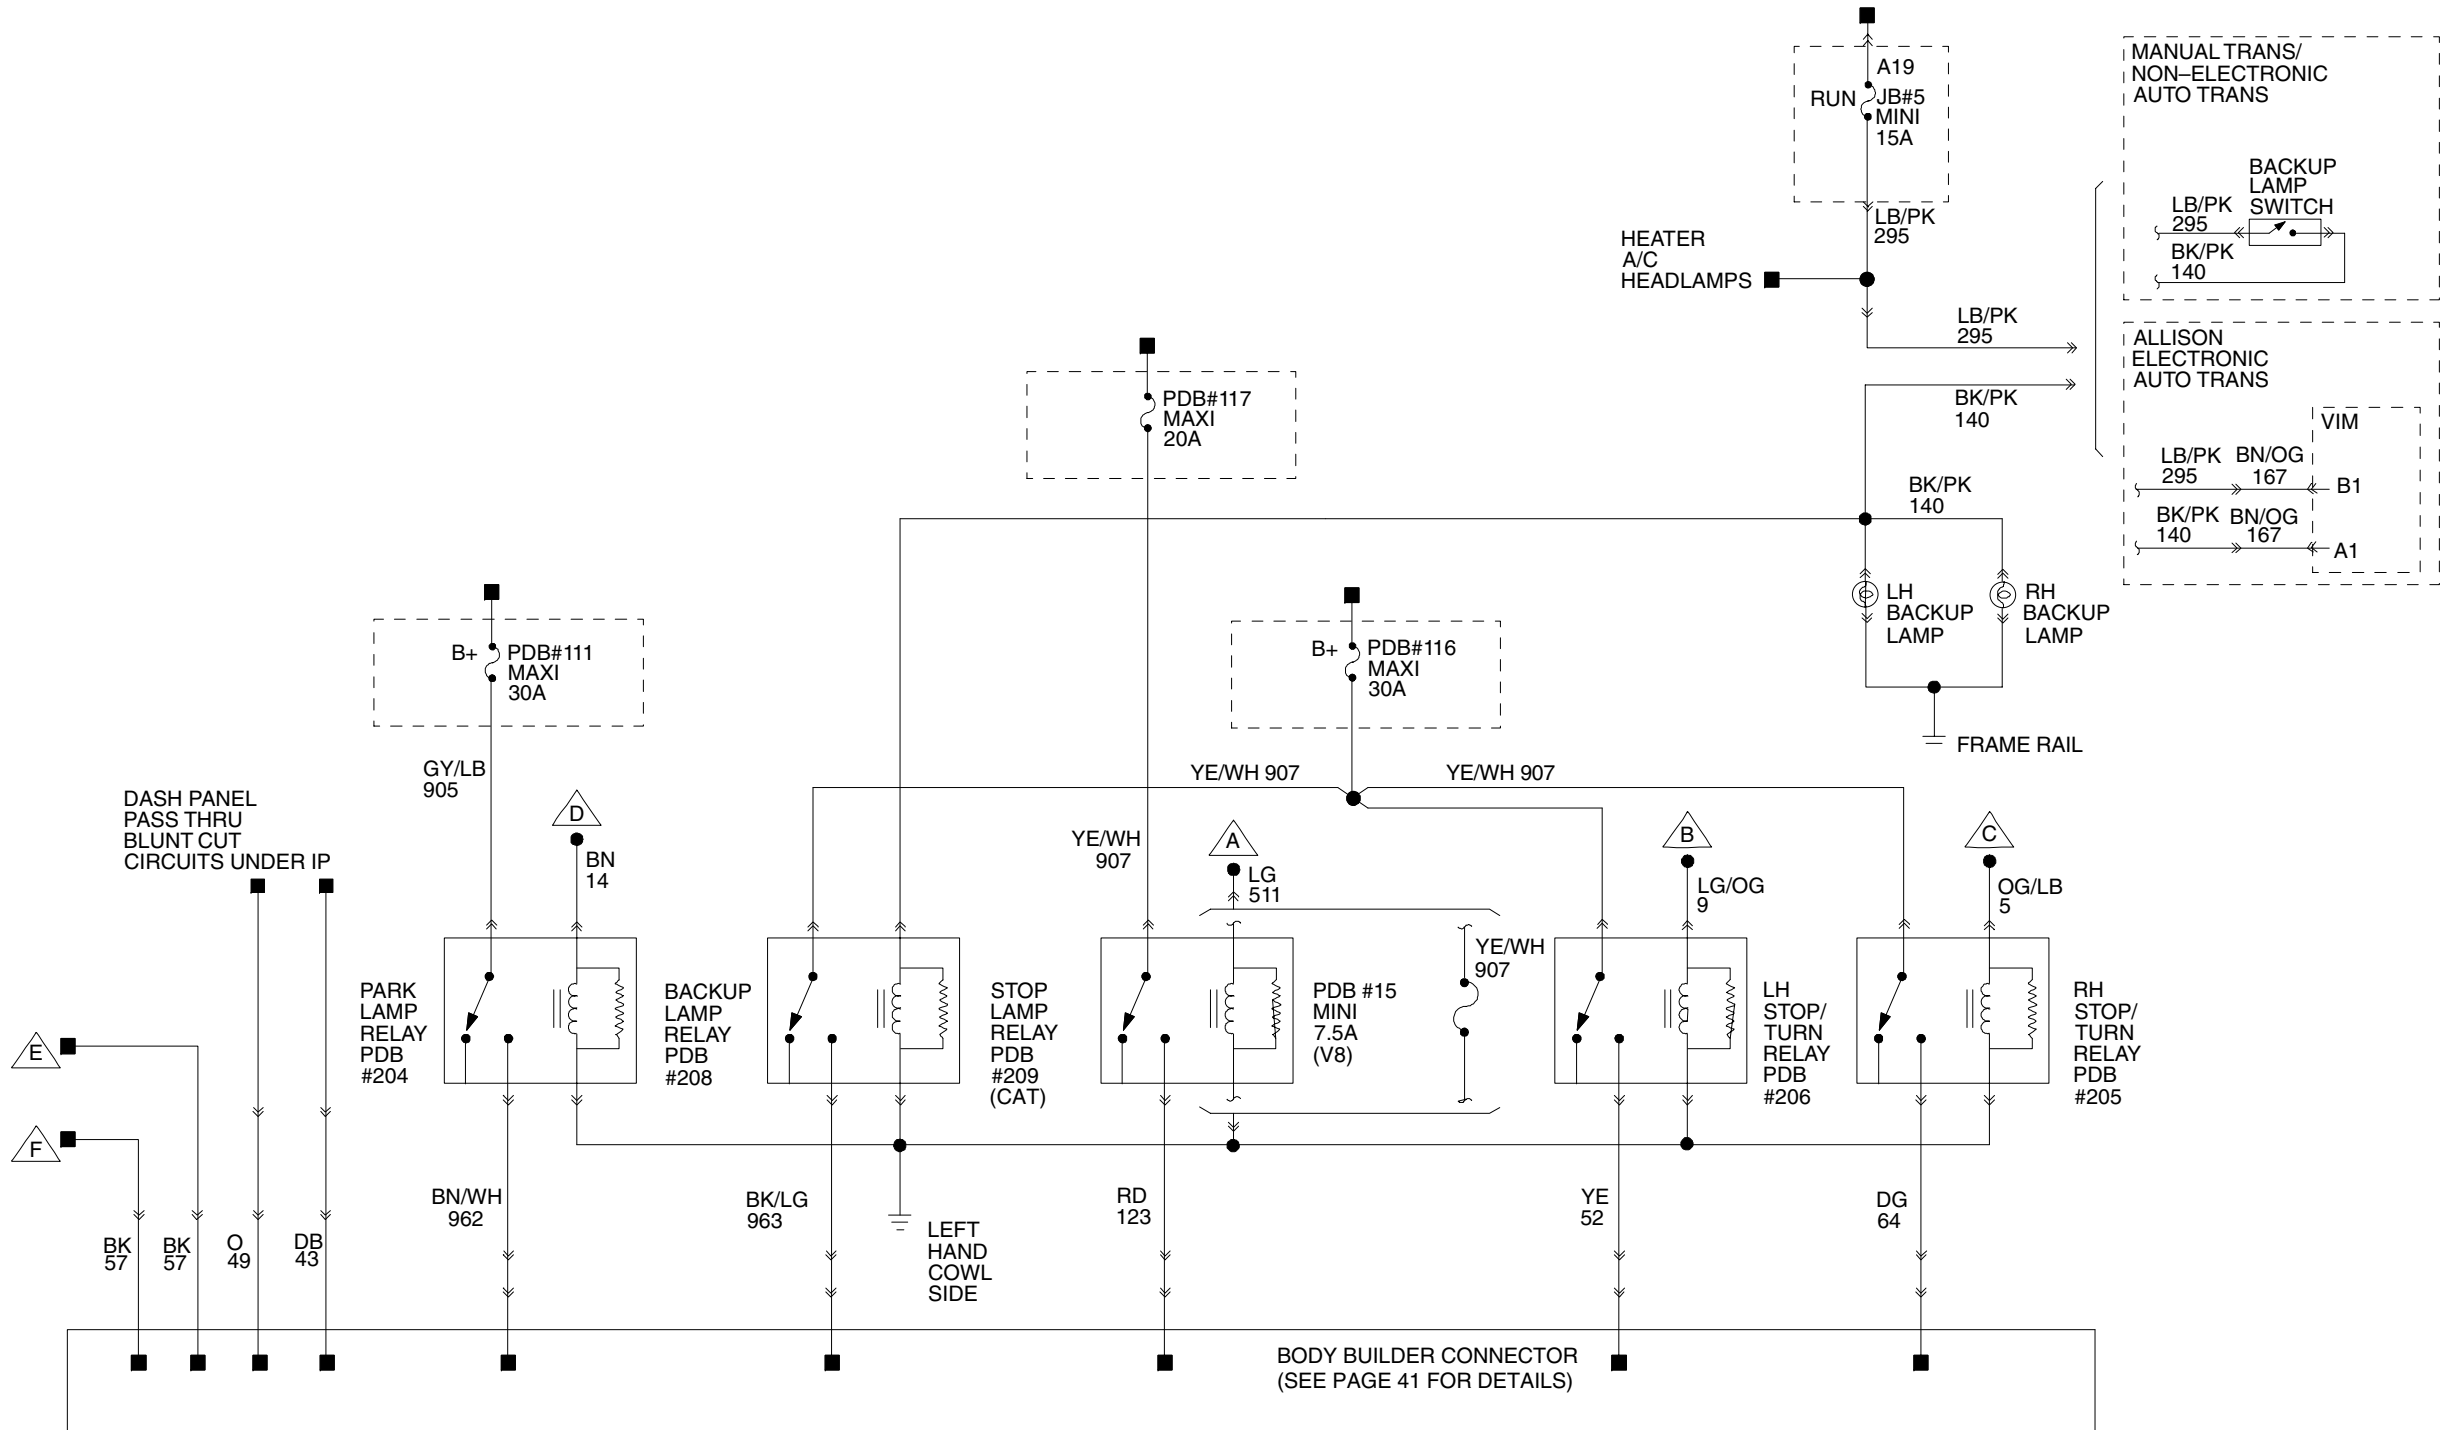 A19
RUN
JB#5
MINI
15A
LB/PK
295
HEATER
A/C
HEADLAMPS
LB/PK
295
BK/PK
140
BK/PK
140
MANUAL TRANS/
NON–ELECTRONIC
AUTO TRANS
BACKUP
LAMP
SWITCH
LB/PK
295
BK/PK
140
ALLISON
ELECTRONIC
AUTO TRANS
VIM
LB/PK
295
BN/OG
167
B1
BK/PK
140
BN/OG
167
A1
LH
BACKUP
LAMP
RH
BACKUP
LAMP
FRAME RAIL
PDB#117
MAXI
20A
B+
PDB#111
MAXI
30A
B+
PDB#116
MAXI
30A
GY/LB
905
YE/WH 907
YE/WH 907
DASH PANEL
PASS THRU
BLUNT CUT
CIRCUITS UNDER IP
D
BN
14
YE/WH
907
A
LG
511
B
LG/OG
9
C
OG/LB
5
YE/WH
907
PARK
LAMP
RELAY
PDB
#204
BACKUP
LAMP
RELAY
PDB
#208
STOP
LAMP
RELAY
PDB
#209
(CAT)
PDB #15
MINI
7.5A
(V8)
LH
STOP/
TURN
RELAY
PDB
#206
RH
STOP/
TURN
RELAY
PDB
#205
E
F
BK
57
BK
57
O
49
DB
43
BN/WH
962
BK/LG
963
LEFT
HAND
COWL
SIDE
RD
123
YE
52
DG
64
BODY BUILDER CONNECTOR
(SEE PAGE 41 FOR DETAILS)